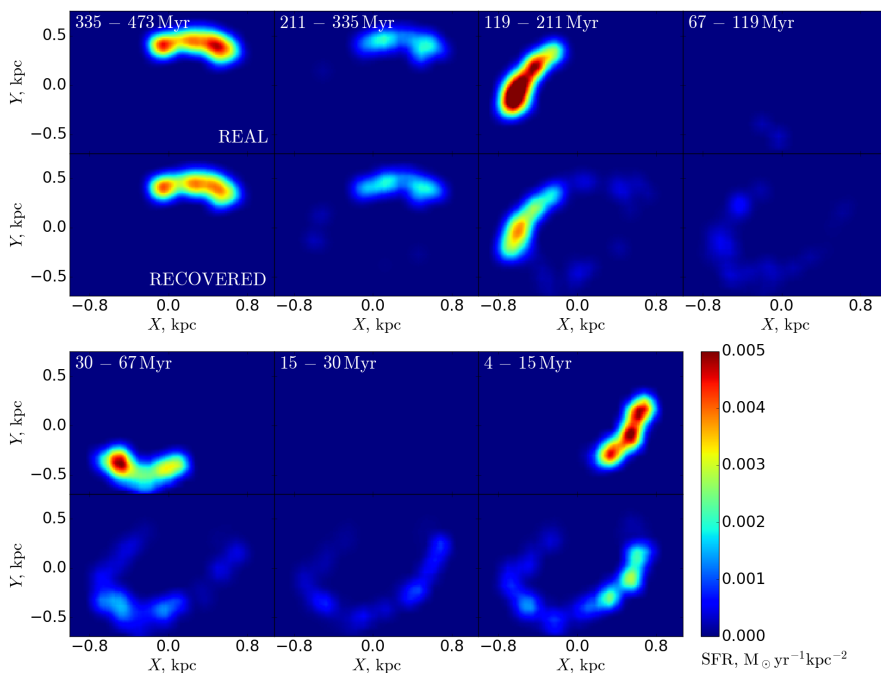 335 − 473 Myr 211 − 335 Myr 119 − 211 Myr 67 − 119 Myr
0.5
Y, kpc
0.0
−0.5
REAL
0.5
Y, kpc
0.0
−0.5
RECOVERED
−0.8 0.0 0.8 −0.8 0.0 0.8 −0.8 0.0 0.8 −0.8 0.0 0.8
X, kpc X, kpc X, kpc X, kpc
30 − 67 Myr 15 − 30 Myr 4 − 15 Myr
0.5
Y, kpc
0.0
−0.5
0.5
Y, kpc
0.0
−0.5
−0.8 0.0 0.8 −0.8 0.0 0.8 −0.8 0.0 0.8
X, kpc X, kpc X, kpc
0.005
0.004
0.003
0.002
0.001
0.000
SFR, M☉ yr⁻¹kpc⁻²